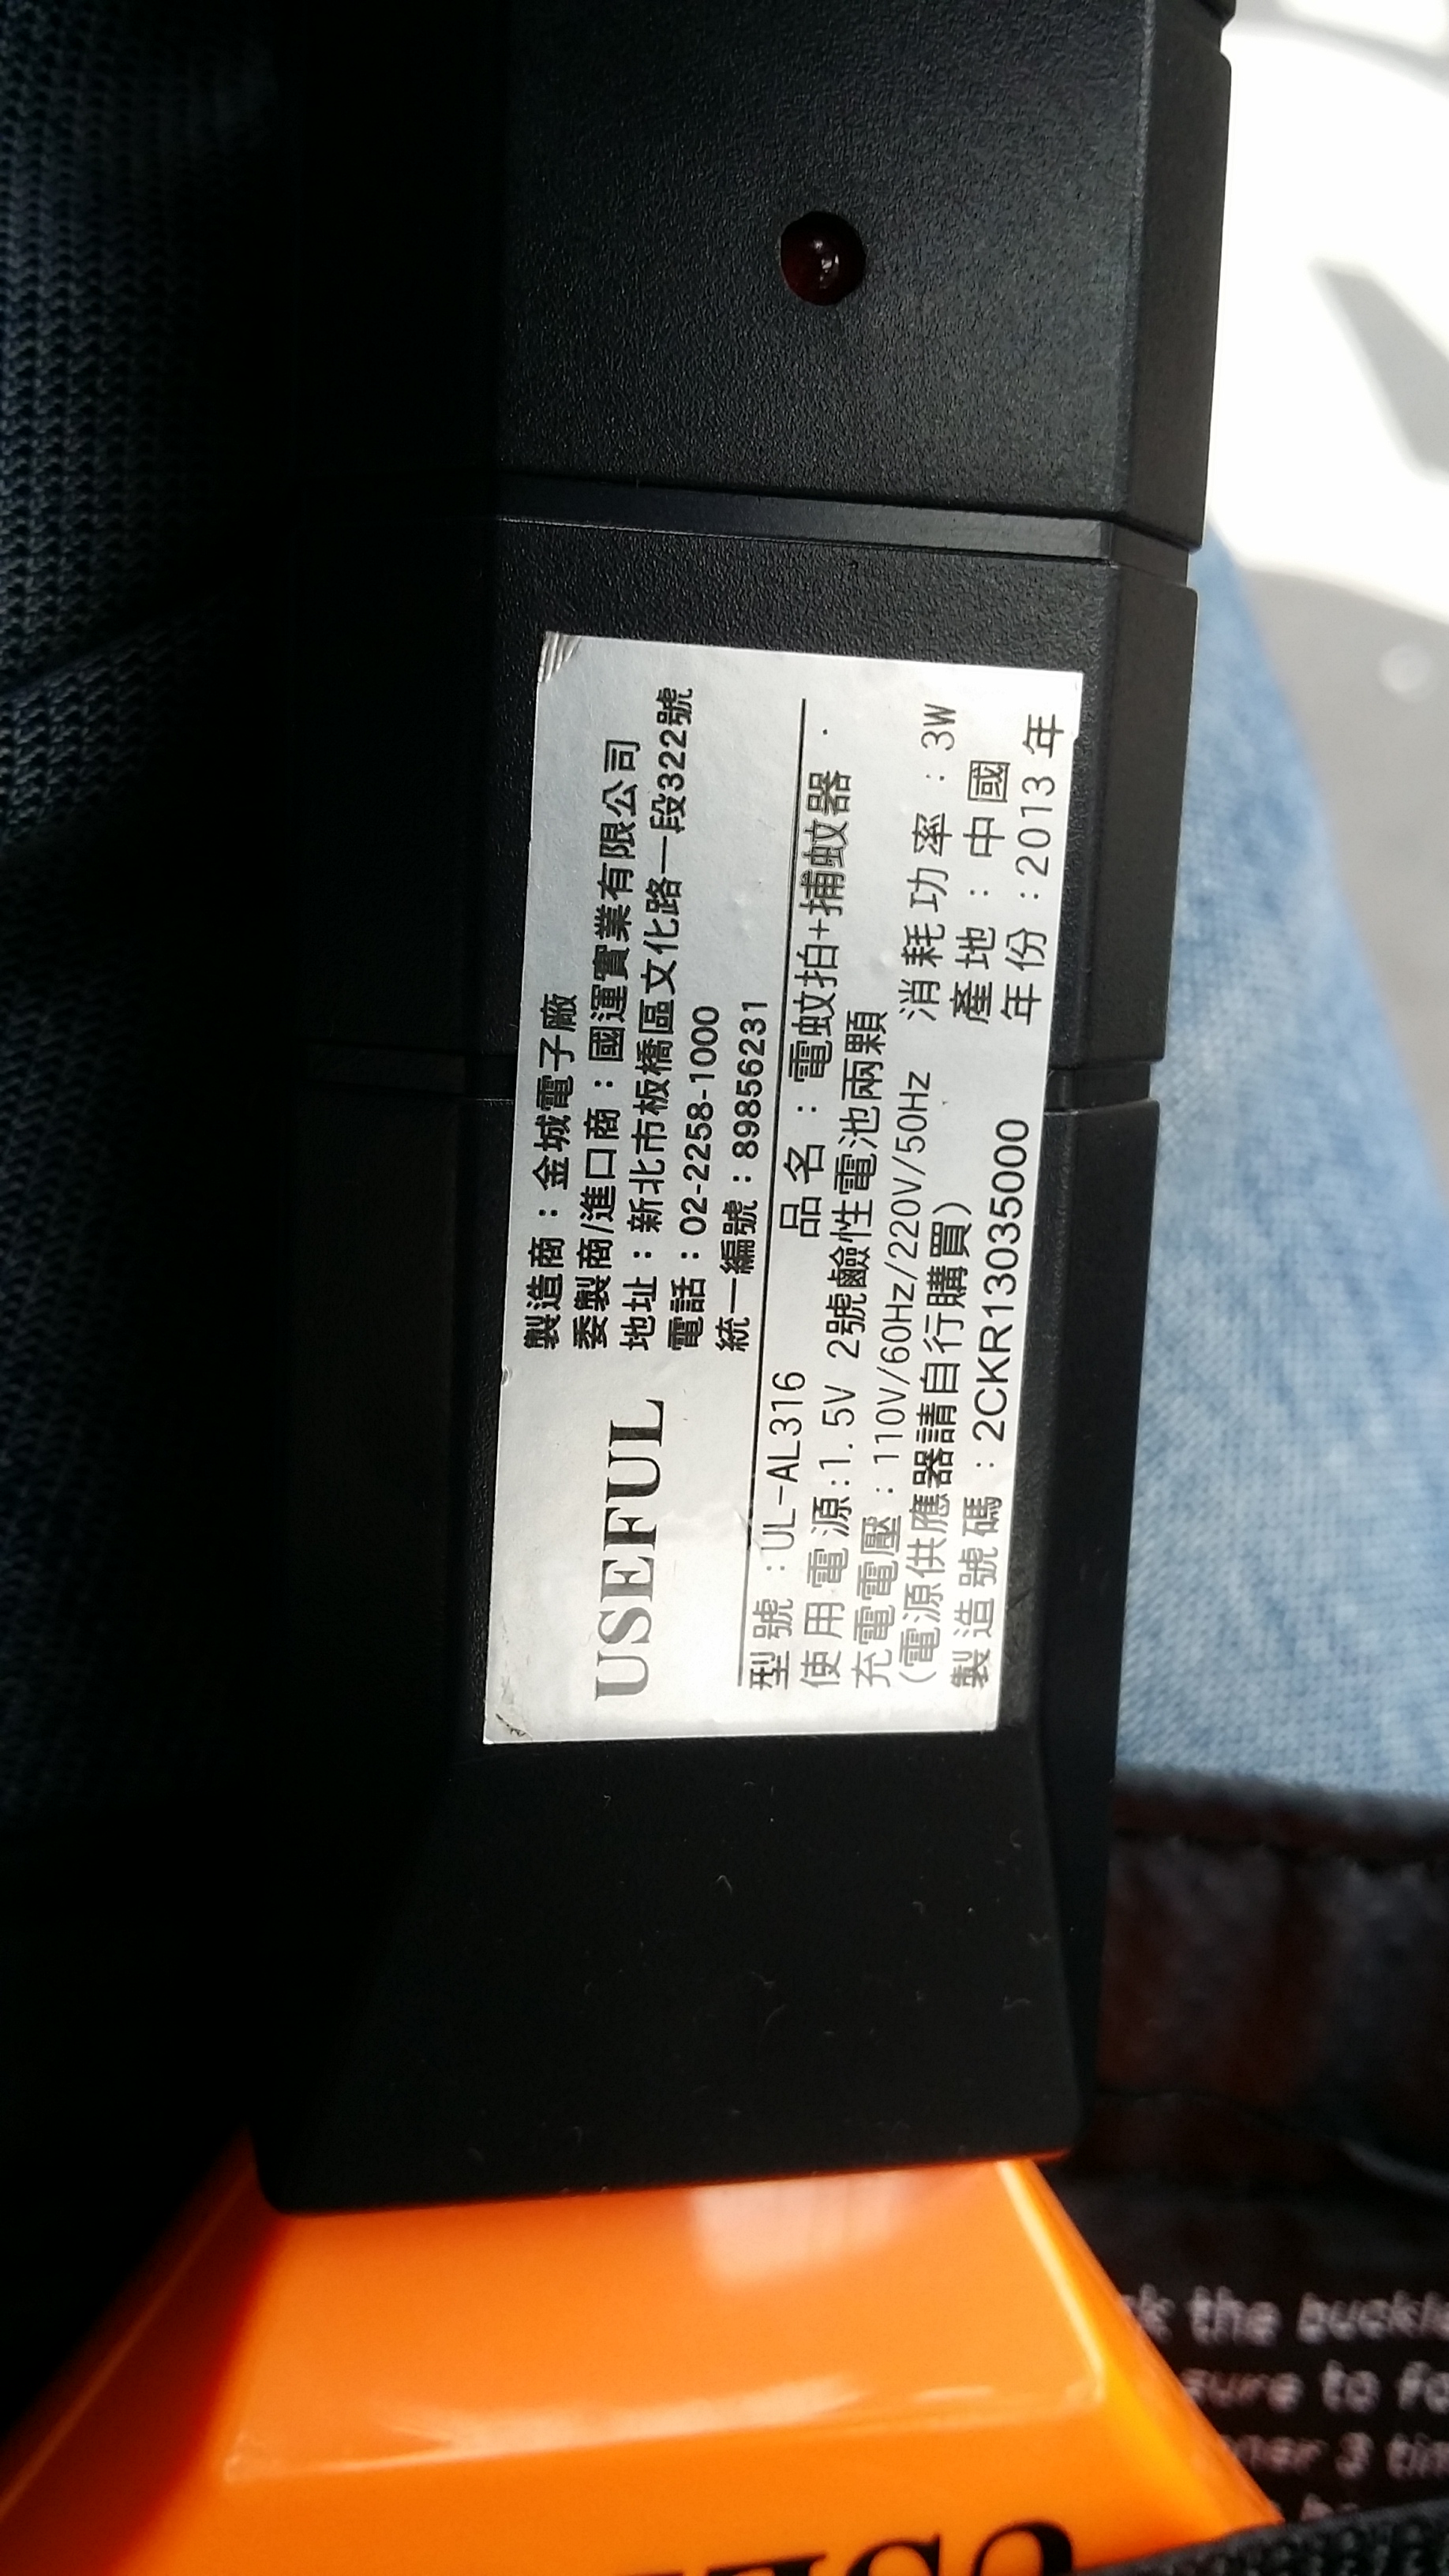 USEFUL
製造商：金城電子廠
委製商/進口商：國運實業有限公司
地址：新北市板橋區文化路一段322號
電話：02-2258-1000
統一編號：89856231
型號：UL-AL316 品名：電蚊拍+捕蚊器
使用電源:1.5V 2號鹼性電池兩顆
充電電壓：110V/60Hz/220V/50Hz 消耗功率：3W
(電源供應器請自行購買) 產地：中國
製造號碼：2CKR13035000 年份：2013年
the buckle
sure to
3